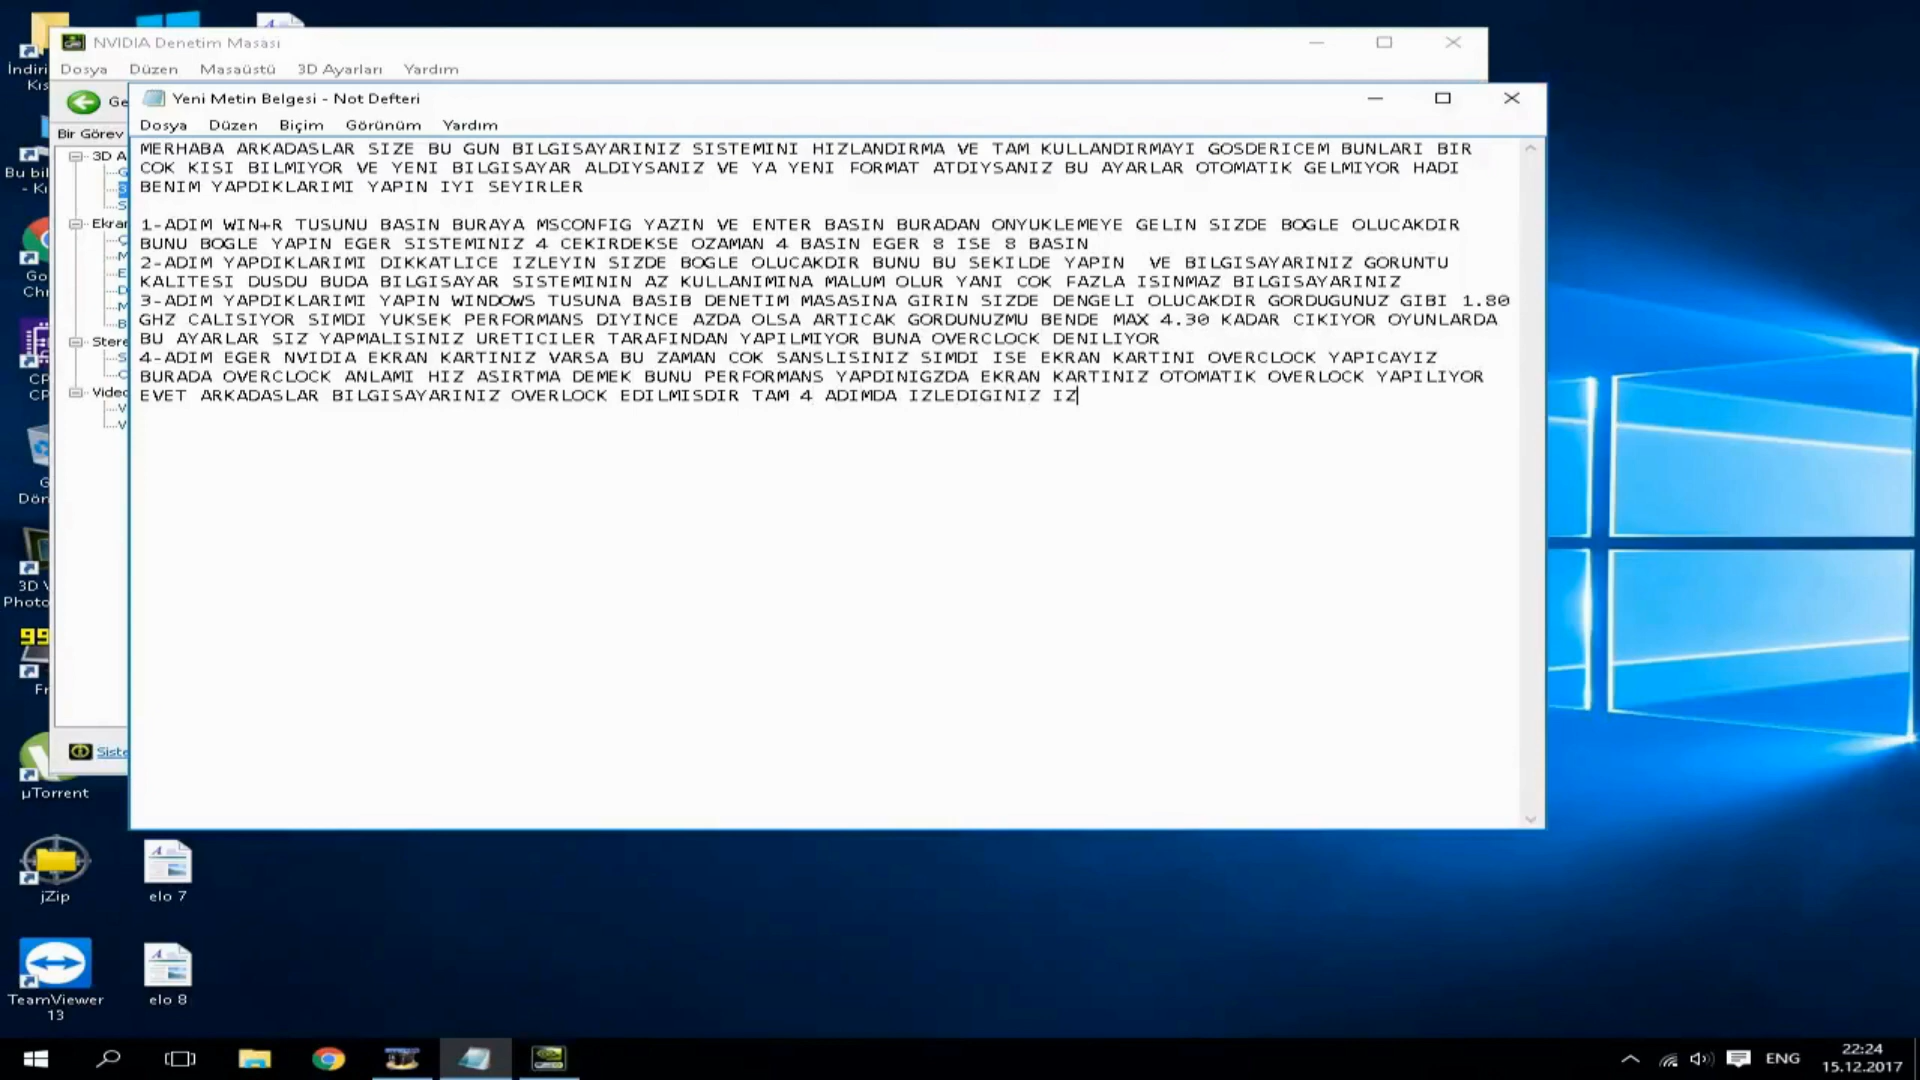 NVIDIA Denetim Masası
Dosya Düzen Masaüstü 3D Ayarları Yardım
Yeni Metin Belgesi - Not Defteri
Dosya Düzen Biçim Görünüm Yardım
Bir Görev
MERHABA ARKADASLAR SIZE BU GUN BILGISAYARINIZ SISTEMINI HIZLANDIRMA VE TAM KULLANDIRMAYI GOSDERICEM BUNLARI BIR
COK KISI BILMIYOR VE YENI BILGISAYAR ALDIYSANIZ VE YA YENI FORMAT ATDIYSANIZ BU AYARLAR OTOMATIK GELMIYOR HADI
BENIM YAPDIKLARIMI YAPIN IYI SEYIRLER
1-ADIM WIN+R TUSUNU BASIN BURAYA MSCONFIG YAZIN VE ENTER BASIN BURADAN ONYUKLEMEYE GELIN SIZDE BOGLE OLUCAKDIR
BUNU BOGLE YAPIN EGER SISTEMINIZ 4 CEKIRDEKSE OZAMAN 4 BASIN EGER 8 ISE 8 BASIN
2-ADIM YAPDIKLARIMI DIKKATLICE IZLEYIN SIZDE BOGLE OLUCAKDIR BUNU BU SEKILDE YAPIN  VE BILGISAYARINIZ GORUNTU
KALITESI DUSDU BUDA BILGISAYAR SISTEMININ AZ KULLANIMINA MALUM OLUR YANI COK FAZLA ISINMAZ BILGISAYARINIZ
3-ADIM YAPDIKLARIMI YAPIN WINDOWS TUSUNA BASIB DENETIM MASASINA GIRIN SIZDE DENGELI OLUCAKDIR GORDUGUNUZ GIBI 1.80
GHZ CALISIYOR SIMDI YUKSEK PERFORMANS DIYINCE AZDA OLSA ARTICAK GORDUNUZMU BENDE MAX 4.30 KADAR CIKIYOR OYUNLARDA
BU AYARLAR SIZ YAPMALISINIZ URETICILER TARAFINDAN YAPILMIYOR BUNA OVERCLOCK DENILIYOR
4-ADIM EGER NVIDIA EKRAN KARTINIZ VARSA BU ZAMAN COK SANSLISINIZ SIMDI ISE EKRAN KARTINI OVERCLOCK YAPICAYIZ
BURADA OVERCLOCK ANLAMI HIZ ASIRTMA DEMEK BUNU PERFORMANS YAPDINIGZDA EKRAN KARTINIZ OTOMATIK OVERLOCK YAPILIYOR
EVET ARKADASLAR BILGISAYARINIZ OVERLOCK EDILMISDIR TAM 4 ADIMDA IZLEDIGINIZ IZ
µTorrent
jZip
elo 7
TeamViewer
13
elo 8
ENG
22:24
15.12.2017